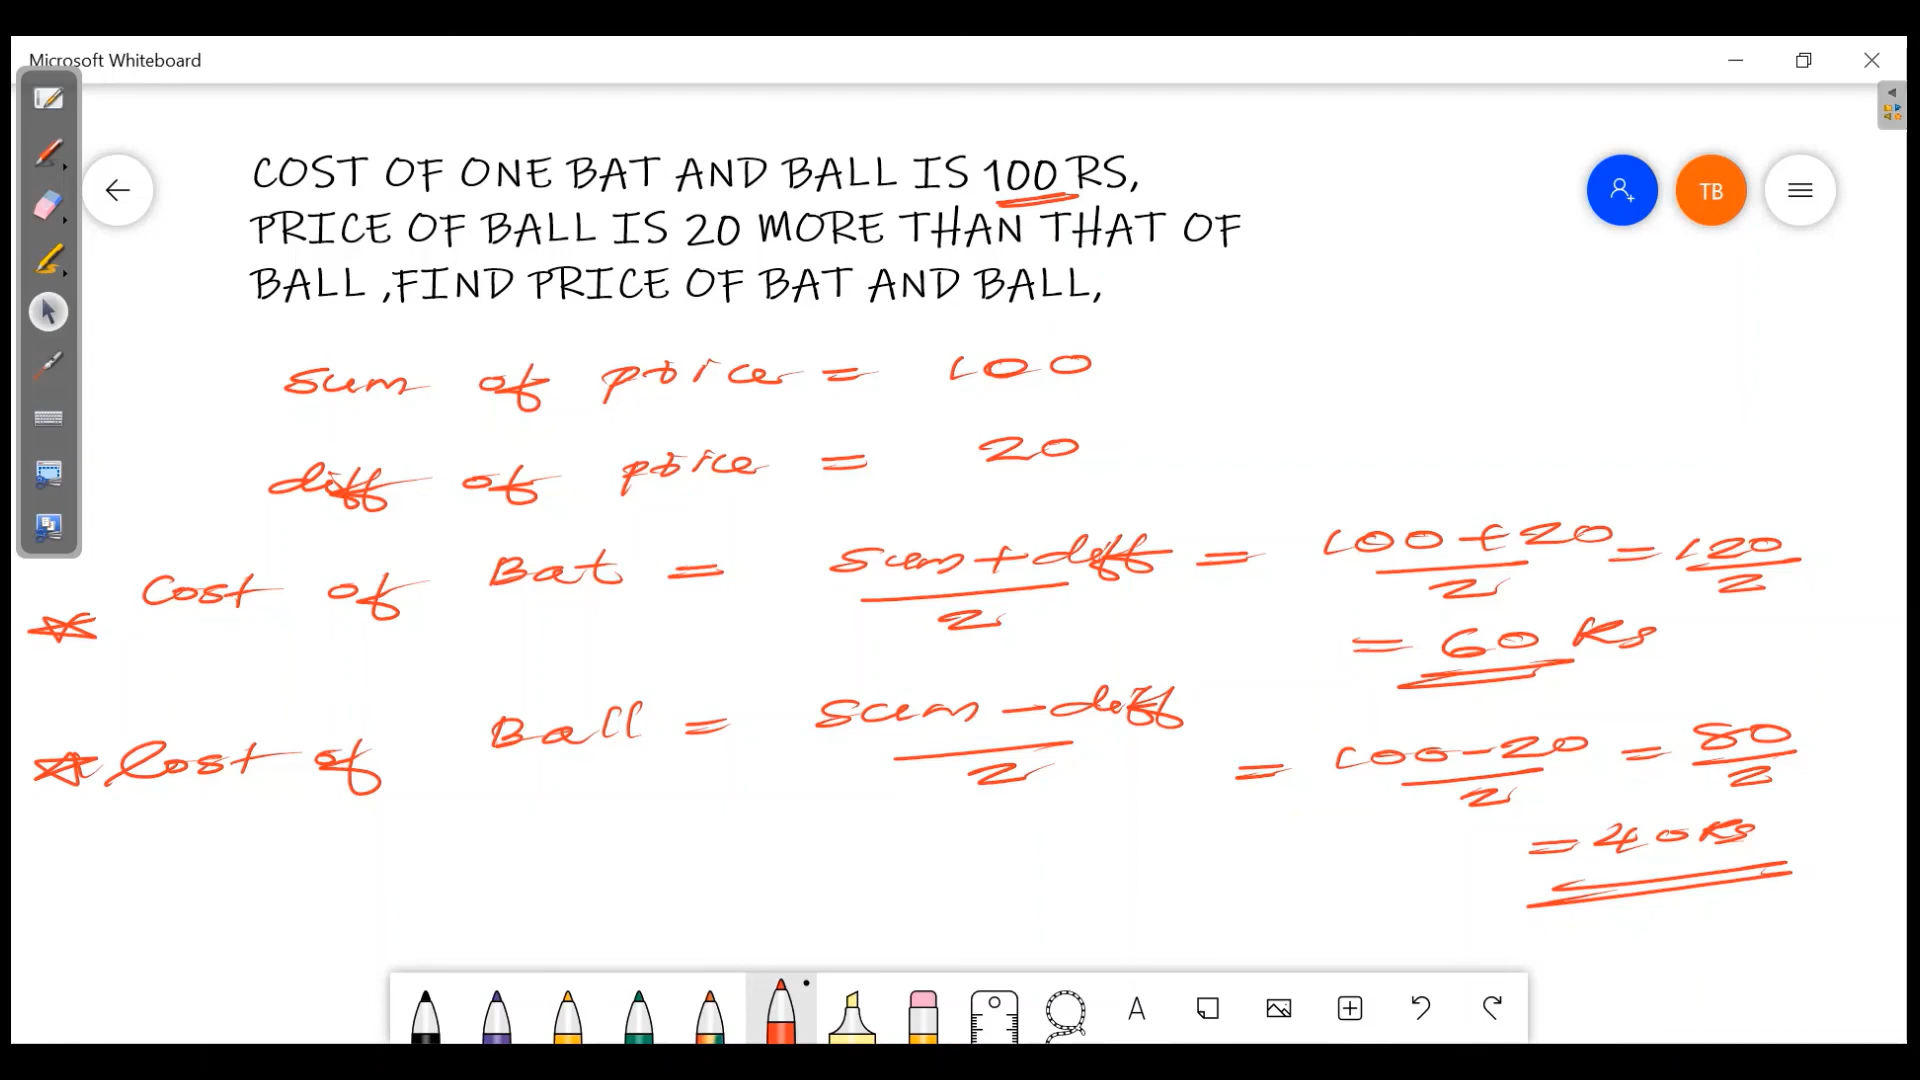 Microsoft Whiteboard
TB
COST OF ONE BAT AND BALL IS 100 RS,
PRICE OF BALL IS 20 MORE THAN THAT OF
BALL ,FIND PRICE OF BAT AND BALL,
sum of price = 100
diff of price = 20
Cost of Bat = sum + diff / 2 = 100 + 20 / 2 = 120 / 2
= 60 Rs
Cost of Ball = sum - diff / 2 = 100 - 20 / 2 = 80 / 2
= 40 Rs
A